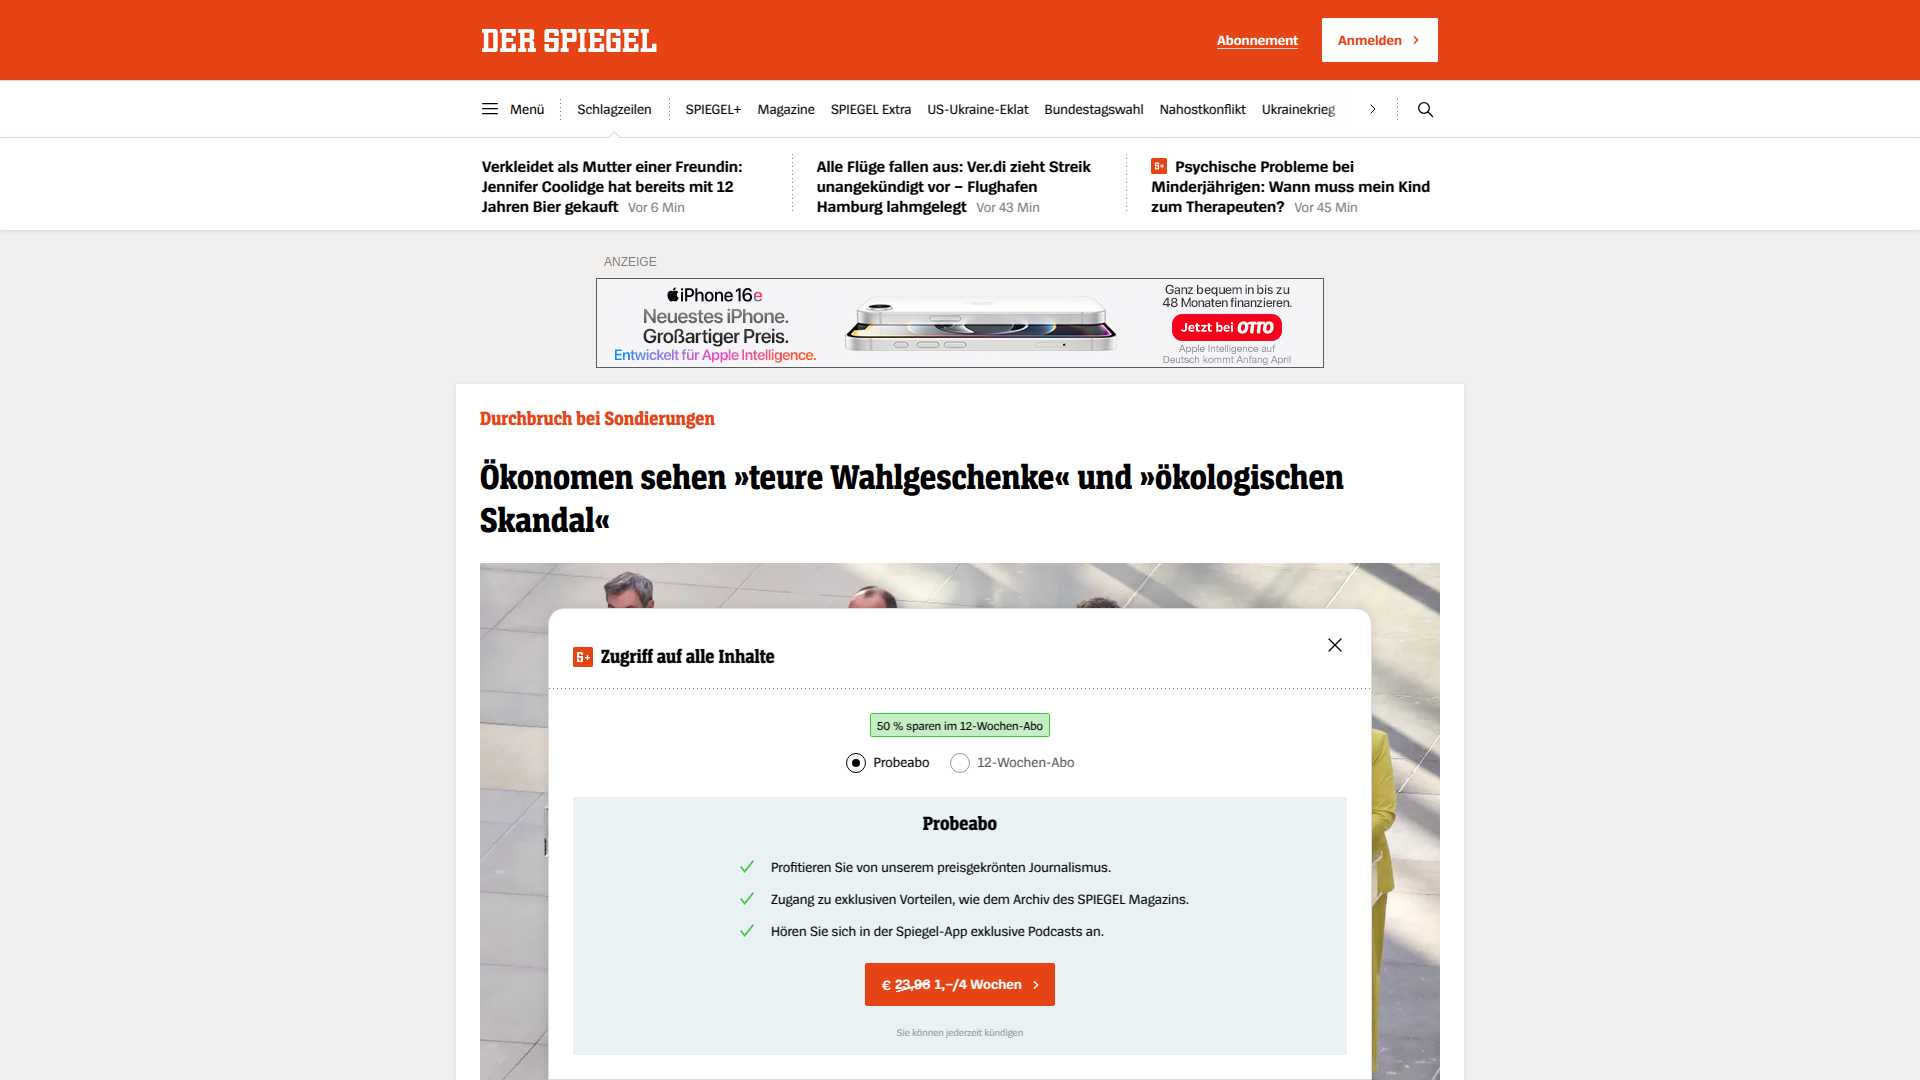 DER SPIEGEL
Abonnement
Anmelden
Menü
Schlagzeilen
SPIEGEL+
Magazine
SPIEGEL Extra
US-Ukraine-Eklat
Bundestagswahl
Nahostkonflikt
Ukrainekrieg
Verkleidet als Mutter einer Freundin:
Jennifer Coolidge hat bereits mit 12
Jahren Bier gekauft Vor 6 Min
Alle Flüge fallen aus: Ver.di zieht Streik
unangekündigt vor – Flughafen
Hamburg lahmgelegt Vor 43 Min
S+ Psychische Probleme bei
Minderjährigen: Wann muss mein Kind
zum Therapeuten? Vor 45 Min
ANZEIGE
iPhone 16e
Neuestes iPhone.
Großartiger Preis.
Entwickelt für Apple Intelligence.
Ganz bequem in bis zu
48 Monaten finanzieren.
Jetzt bei OTTO
Apple Intelligence auf
Deutsch kommt Anfang April
Durchbruch bei Sondierungen
Ökonomen sehen »teure Wahlgeschenke« und »ökologischen
Skandal«
S+ Zugriff auf alle Inhalte
50 % sparen im 12-Wochen-Abo
Probeabo
12-Wochen-Abo
Probeabo
Profitieren Sie von unserem preisgekrönten Journalismus.
Zugang zu exklusiven Vorteilen, wie dem Archiv des SPIEGEL Magazins.
Hören Sie sich in der Spiegel-App exklusive Podcasts an.
€ 23,96 1,–/4 Wochen
Sie können jederzeit kündigen